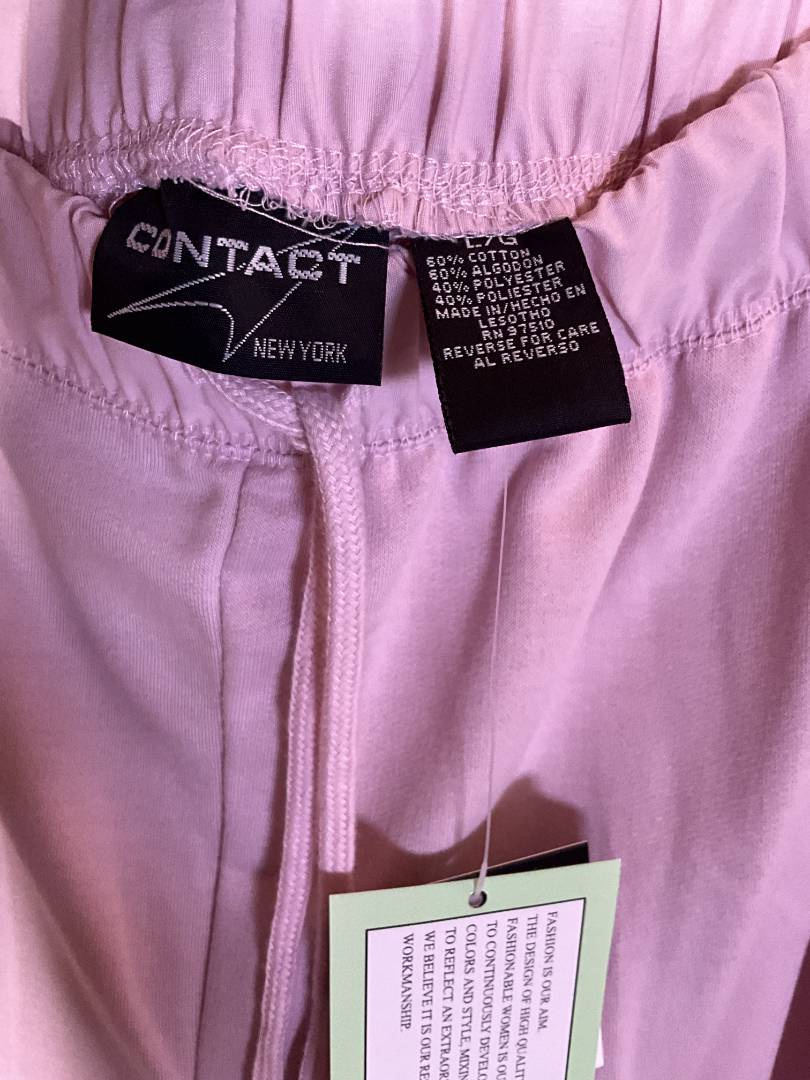 CONTACT
NEW YORK
L/G
60% COTTON
60% ALGODON
40% POLYESTER
40% POLIESTER
MADE IN/HECHO EN
LESOTHO
RN 97510
REVERSE FOR CARE
AL REVERSO
FASHION IS OUR AIM.
THE DESIGN OF HIGH QUALIT
FASHIONABLE WOMEN IS OU
TO CONTINUOUSLY DEVELO
COLORS AND STYLE, MIXIN
TO REFLECT AN EXTRAOR
WE BELIEVE IT IS OUR RE
WORKMANSHIP.